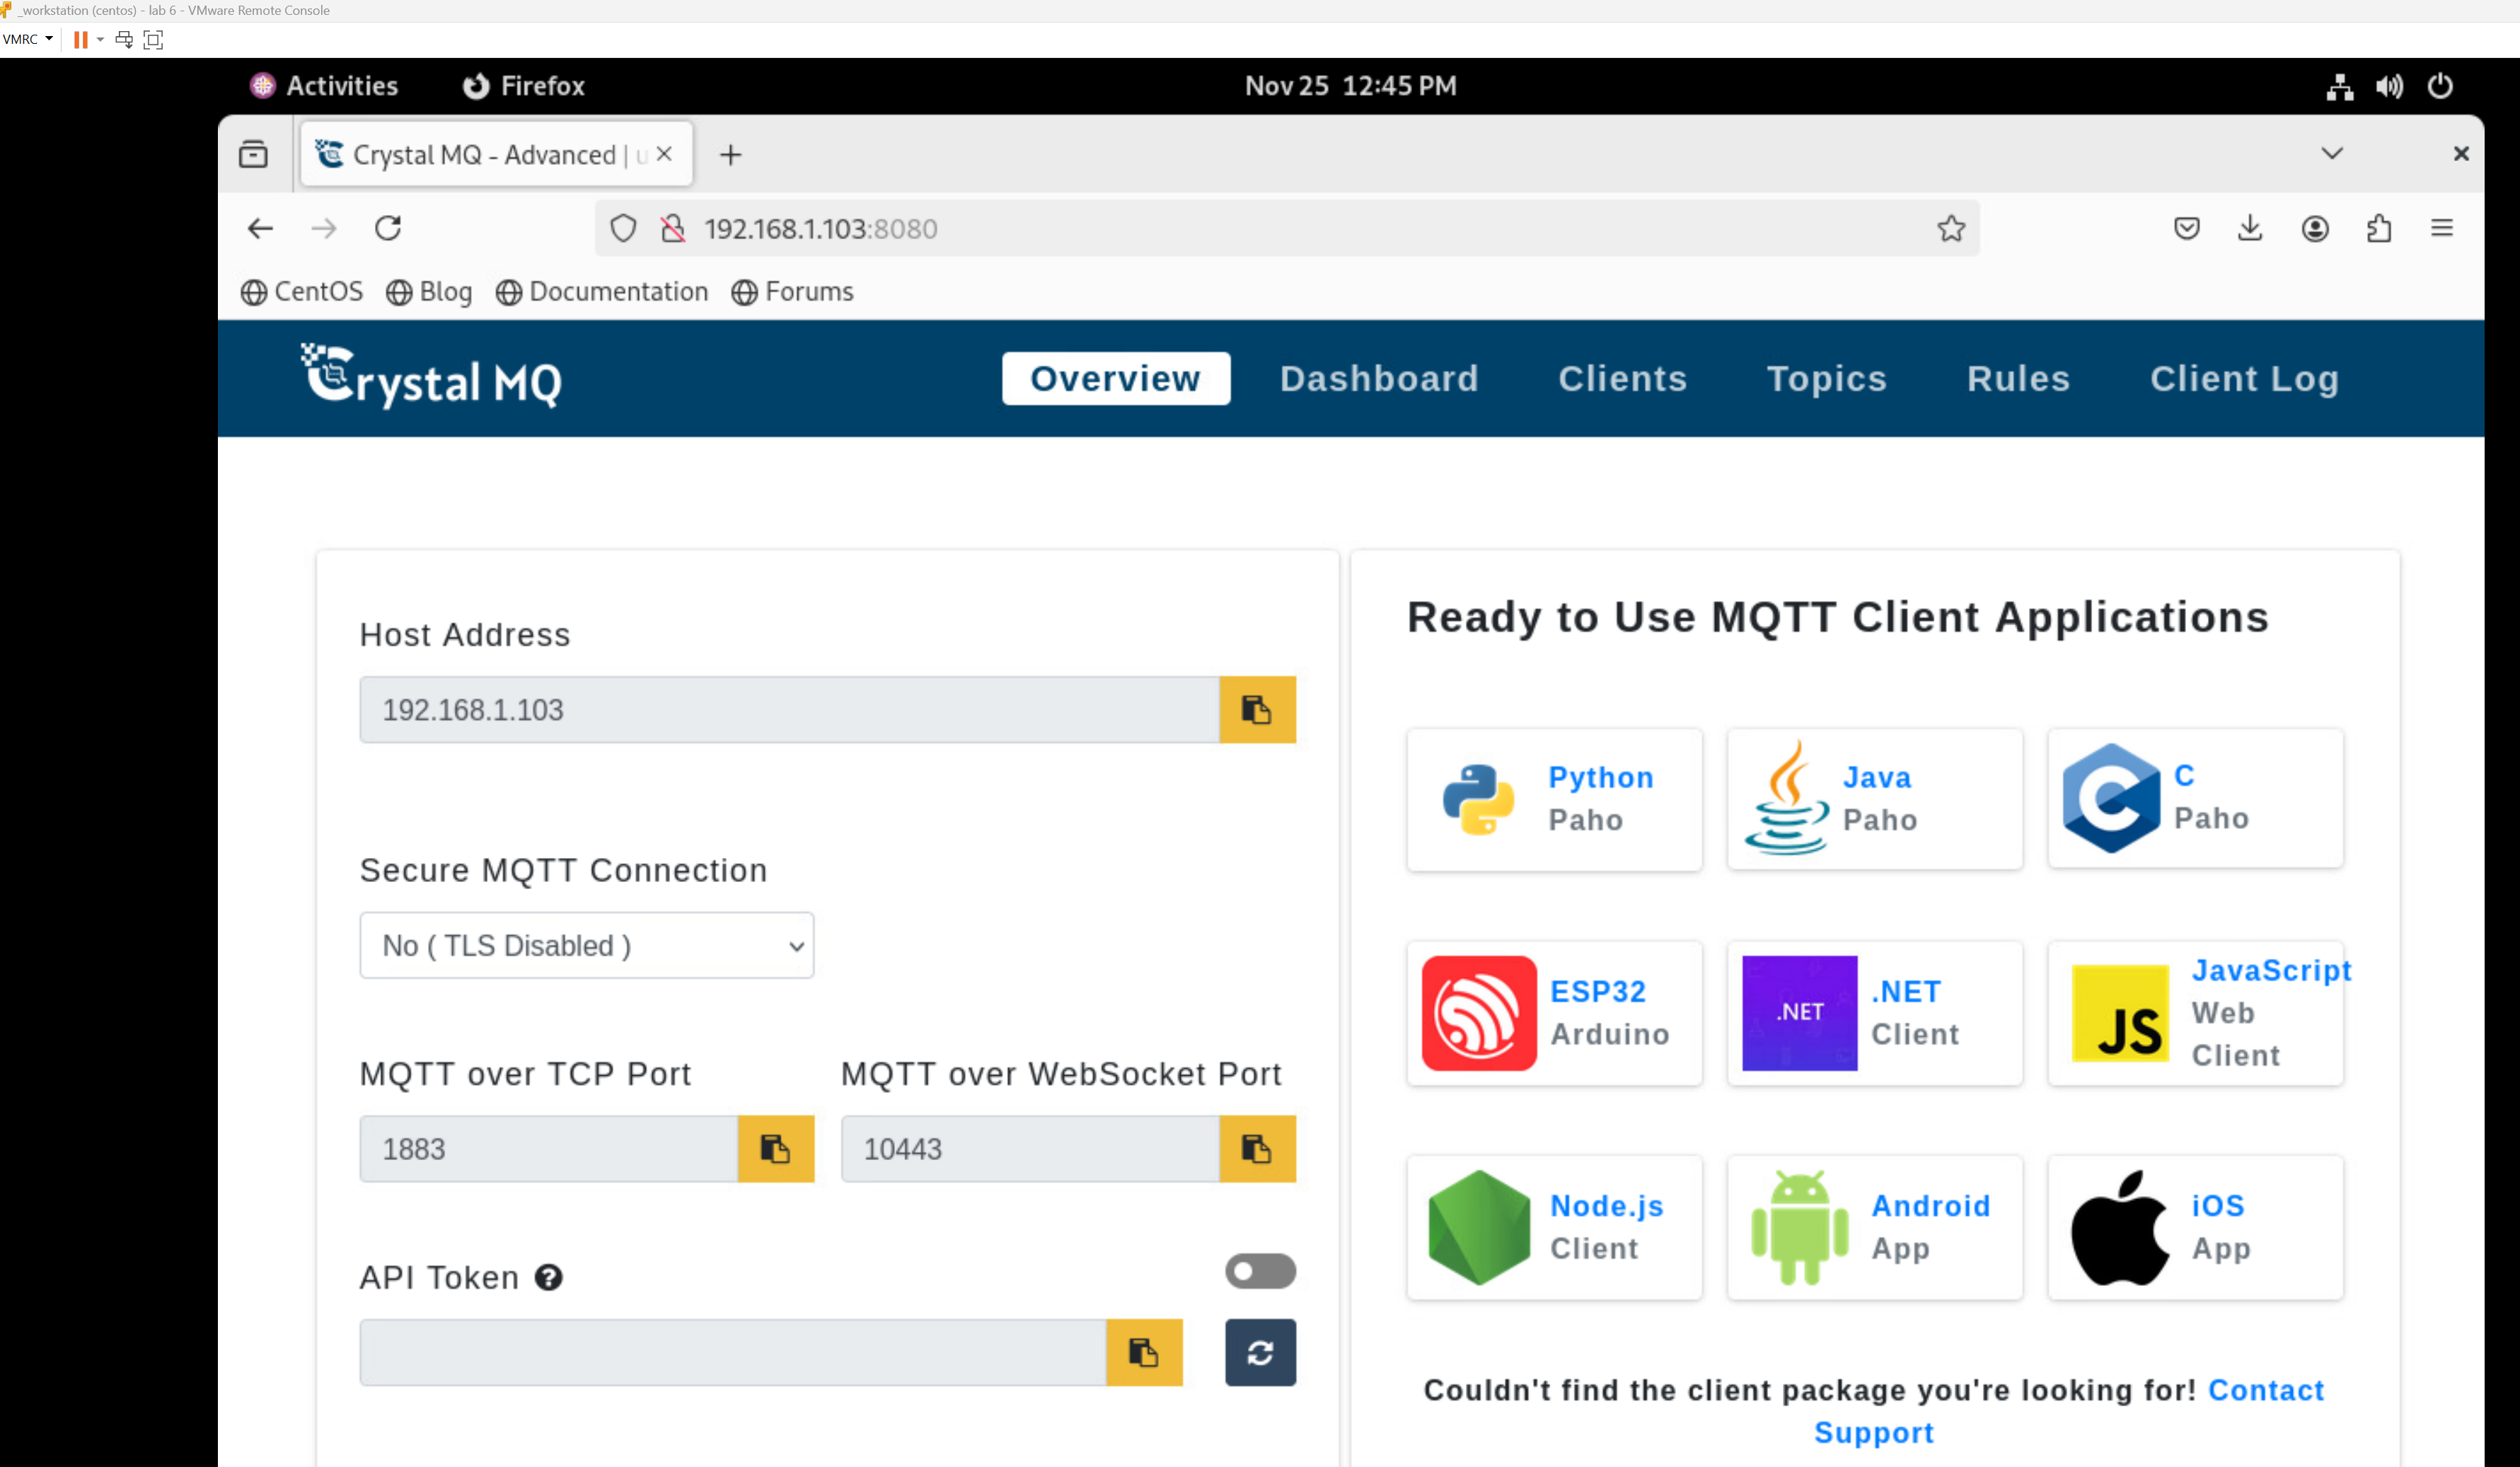 _workstation (centos) - lab 6 - VMware Remote Console
VMRC
Activities Firefox Nov 25 12:45 PM
Crystal MQ - Advanced | u
192.168.1.103:8080
CentOS Blog Documentation Forums
Crystal MQ Overview Dashboard Clients Topics Rules Client Log
Host Address
192.168.1.103
Secure MQTT Connection
No ( TLS Disabled )
MQTT over TCP Port MQTT over WebSocket Port
1883 10443
API Token ?
Ready to Use MQTT Client Applications
Python
Paho
Java
Paho
C
C
Paho
ESP32
Arduino
.NET
.NET
Client
JS
JavaScript
Web
Client
Node.js
Client
Android
App
iOS
App
Couldn't find the client package you're looking for! Contact
Support